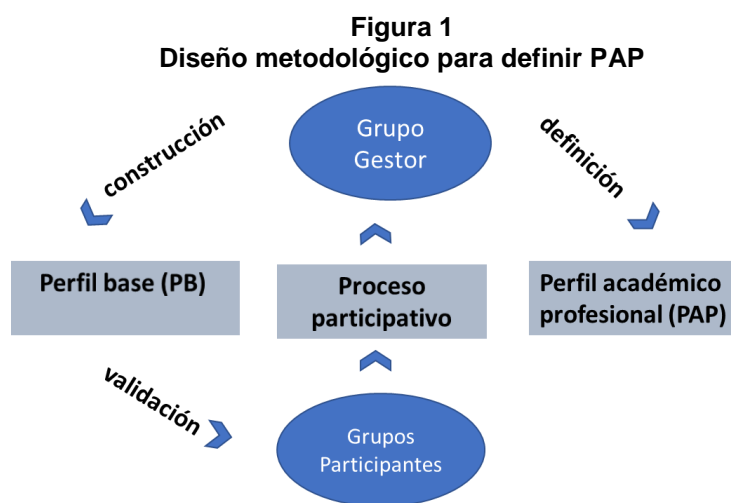 Figura 1
Diseño metodológico para definir PAP
Grupo
Gestor
construcción
definición
Perfil base (PB)
Proceso
participativo
Perfil académico
profesional (PAP)
validación
Grupos
Participantes